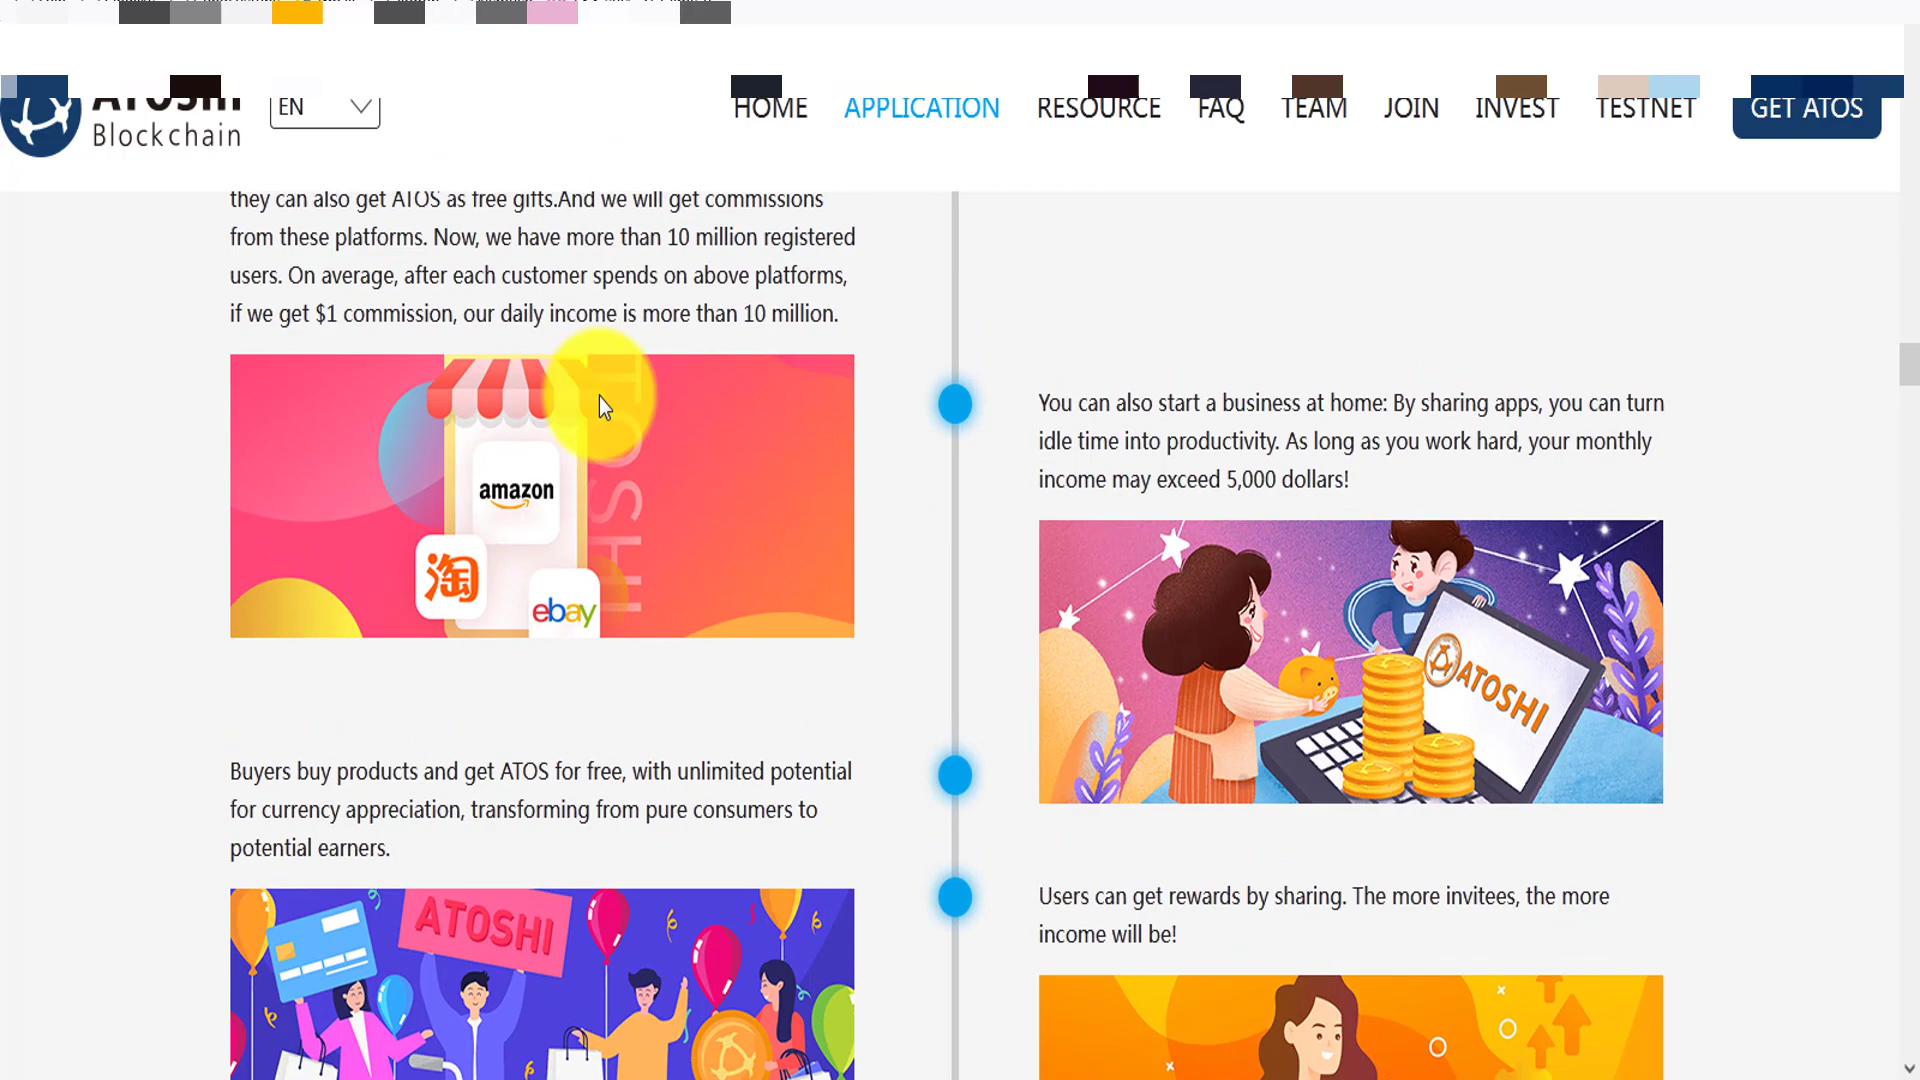 ATOSHI
Blockchain
EN
HOME
APPLICATION
RESOURCE
FAQ
TEAM
JOIN
INVEST
TESTNET
GET ATOS
they can also get ATOS as free gifts.And we will get commissions
from these platforms. Now, we have more than 10 million registered
users. On average, after each customer spends on above platforms,
if we get $1 commission, our daily income is more than 10 million.
ATOSHI
amazon
淘
ebay
You can also start a business at home: By sharing apps, you can turn
idle time into productivity. As long as you work hard, your monthly
income may exceed 5,000 dollars!
ATOSHI
Buyers buy products and get ATOS for free, with unlimited potential
for currency appreciation, transforming from pure consumers to
potential earners.
ATOSHI
Users can get rewards by sharing. The more invitees, the more
income will be!